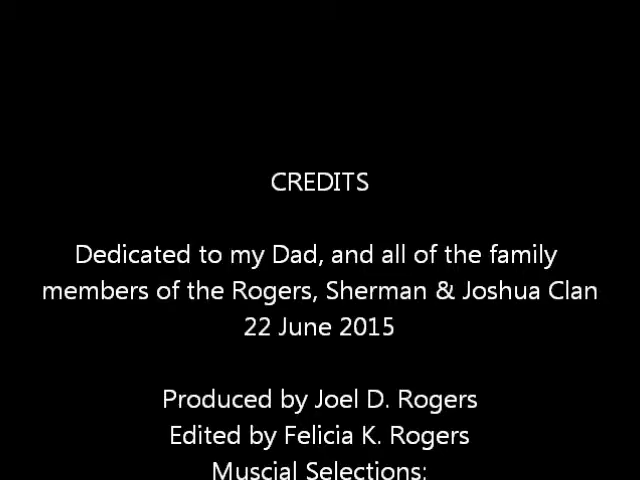 CREDITS
Dedicated to my Dad, and all of the family
members of the Rogers, Sherman & Joshua Clan
22 June 2015
Produced by Joel D. Rogers
Edited by Felicia K. Rogers
Muscial Selections: